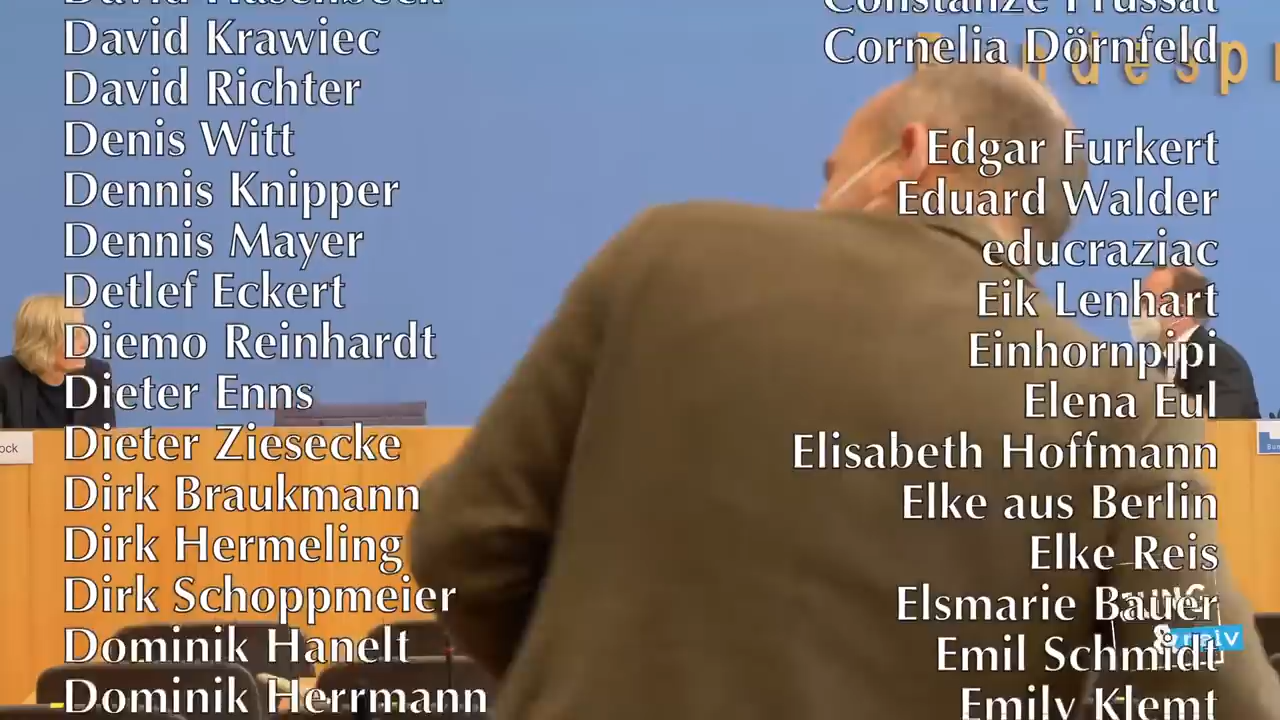 David Krawiec
David Richter
Denis Witt
Dennis Knipper
Dennis Mayer
Detlef Eckert
Diemo Reinhardt
Dieter Enns
Dieter Ziesecke
Dirk Braukmann
Dirk Hermeling
Dirk Schoppmeier
Dominik Hanelt
Dominik Herrmann
Constanze Prussat
Cornelia Dörnfeld
Edgar Furkert
Eduard Walder
educraziac
Eik Lenhart
Einhornpipi
Elena Eul
Elisabeth Hoffmann
Elke aus Berlin
Elke Reis
Elsmarie Bauer
Emil Schmidt
Emily Klemt